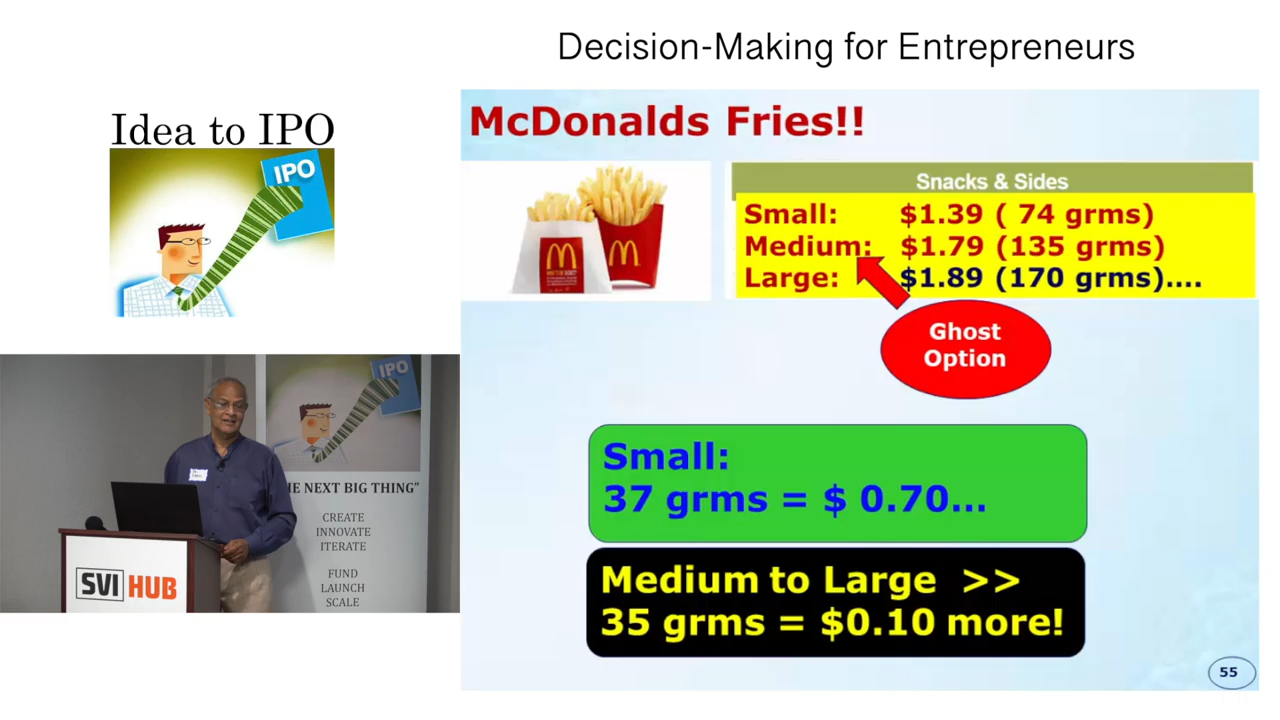 Decision-Making for Entrepreneurs
Idea to IPO
IPO
McDonalds Fries!!
Snacks & Sides
Small: $1.39 ( 74 grms)
Medium: $1.79 (135 grms)
Large: $1.89 (170 grms)....
Ghost
Option
Small:
37 grms = $ 0.70...
Medium to Large >>
35 grms = $0.10 more!
55
IPO
HE NEXT BIG THING"
CREATE
INNOVATE
ITERATE
FUND
LAUNCH
SCALE
SVI HUB